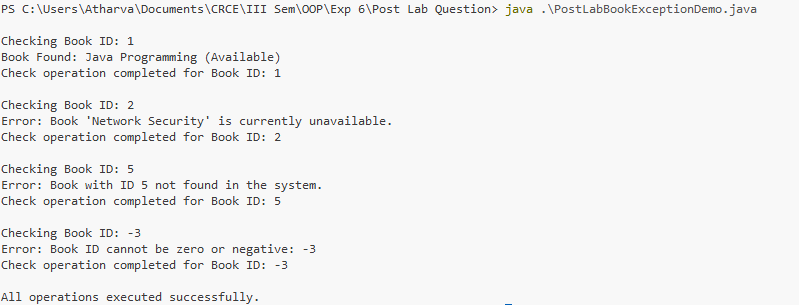 PS C:\Users\Atharva\Documents\CRCE\III Sem\OOP\Exp 6\Post Lab Question> java .\PostLabBookExceptionDemo.java
Checking Book ID: 1
Book Found: Java Programming (Available)
Check operation completed for Book ID: 1
Checking Book ID: 2
Error: Book 'Network Security' is currently unavailable.
Check operation completed for Book ID: 2
Checking Book ID: 5
Error: Book with ID 5 not found in the system.
Check operation completed for Book ID: 5
Checking Book ID: -3
Error: Book ID cannot be zero or negative: -3
Check operation completed for Book ID: -3
All operations executed successfully.